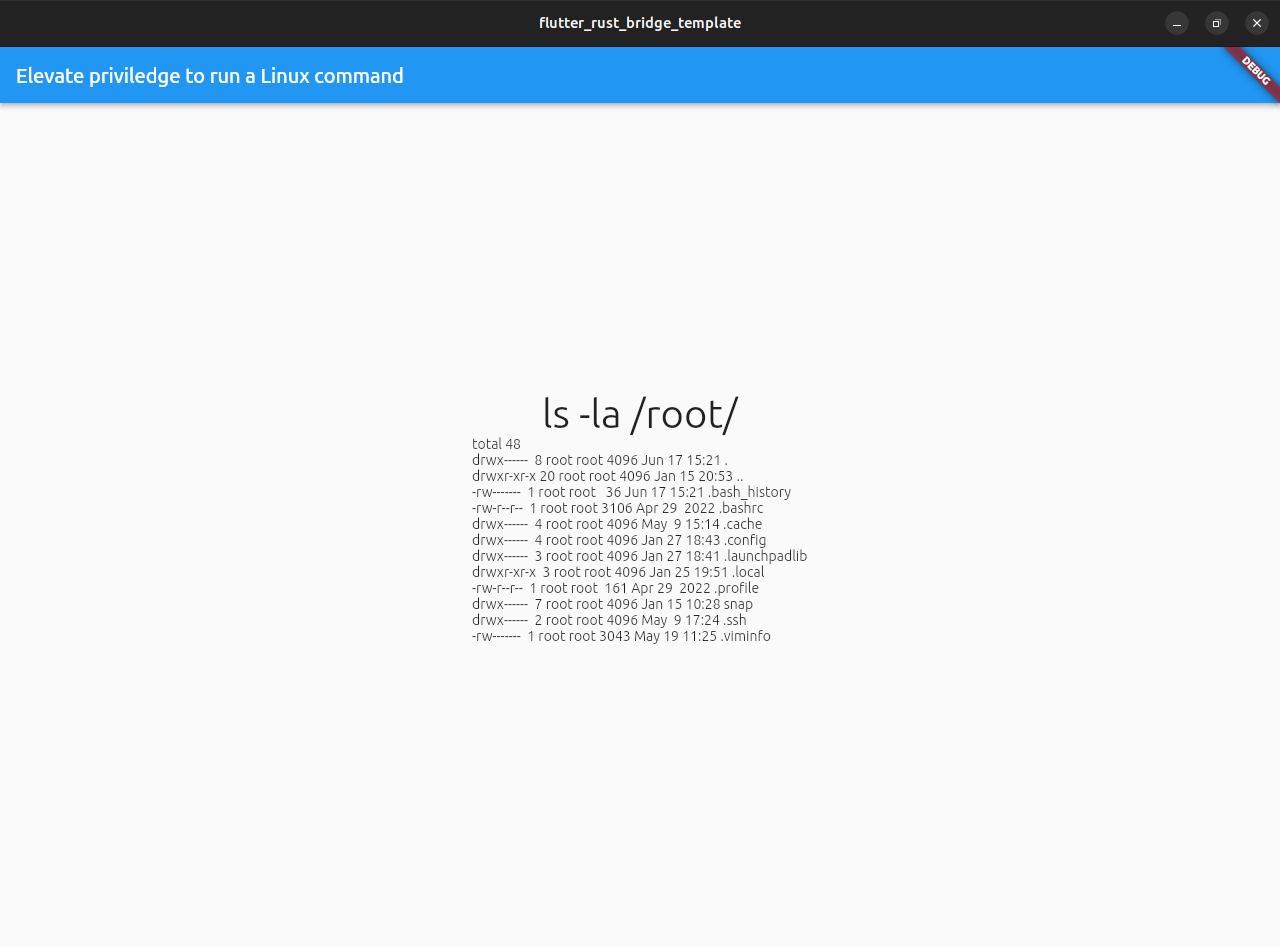 flutter_rust_bridge_template
Elevate priviledge to run a Linux command
DEBUG
ls -la /root/
total 48
drwx------  8 root root 4096 Jun 17 15:21 .
drwxr-xr-x 20 root root 4096 Jan 15 20:53 ..
-rw-------  1 root root   36 Jun 17 15:21 .bash_history
-rw-r--r--  1 root root 3106 Apr 29  2022 .bashrc
drwx------  4 root root 4096 May  9 15:14 .cache
drwx------  4 root root 4096 Jan 27 18:43 .config
drwx------  3 root root 4096 Jan 27 18:41 .launchpadlib
drwxr-xr-x  3 root root 4096 Jan 25 19:51 .local
-rw-r--r--  1 root root  161 Apr 29  2022 .profile
drwx------  7 root root 4096 Jan 15 10:28 snap
drwx------  2 root root 4096 May  9 17:24 .ssh
-rw-------  1 root root 3043 May 19 11:25 .viminfo